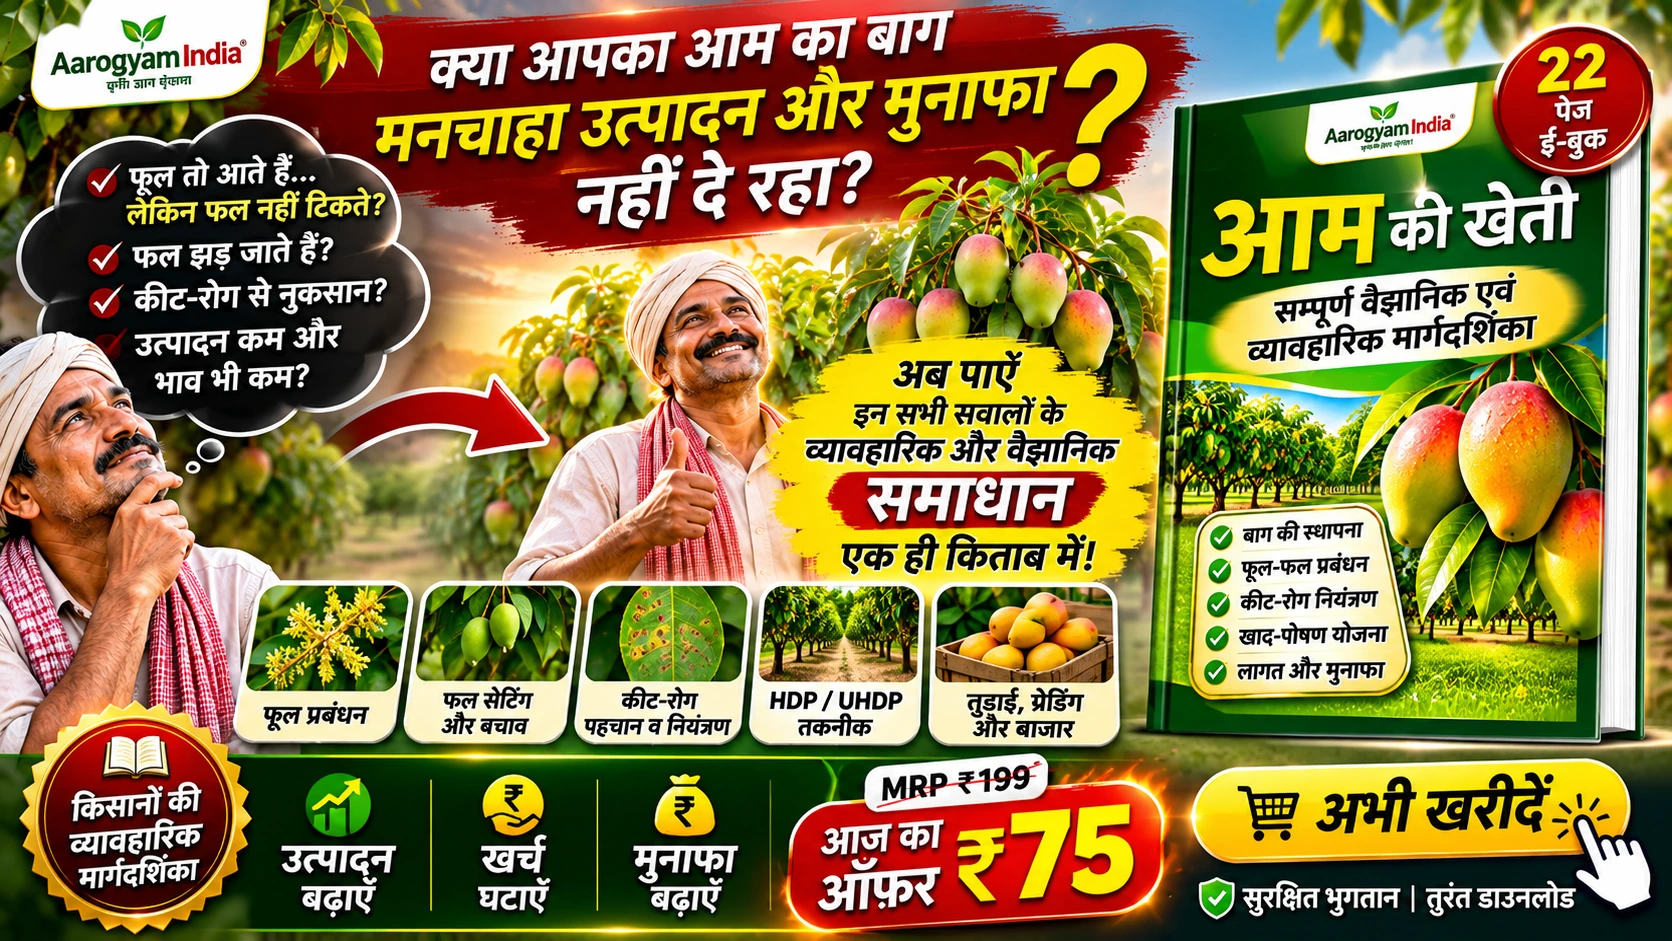 Aarogyam India®
क्या आपका आम का बाग
मनचाहा उत्पादन और मुनाफा
नहीं दे रहा?
?
फूल तो आते हैं...
लेकिन फल नहीं टिकते?
फल झड़ जाते हैं?
कीट-रोग से नुकसान?
उत्पादन कम और
भाव भी कम?
अब पाएँ
इन सभी सवालों के
व्यावहारिक और वैज्ञानिक
समाधान
एक ही किताब में!
22
पेज
ई-बुक
Aarogyam India®
आम की खेती
सम्पूर्ण वैज्ञानिक एवं
व्यावहारिक मार्गदर्शिका
बाग की स्थापना
फूल-फल प्रबंधन
कीट-रोग नियंत्रण
खाद-पोषण योजना
लागत और मुनाफा
फूल प्रबंधन
फल सेटिंग
और बचाव
कीट-रोग
पहचान व नियंत्रण
HDP / UHDP
तकनीक
तुड़ाई, ग्रेडिंग
और बाजार
किसानों की
व्यावहारिक
मार्गदर्शिका
उत्पादन
बढ़ाएँ
खर्च
घटाएँ
मुनाफा
बढ़ाएँ
MRP ₹199
आज का
ऑफ़र ₹75
अभी खरीदें
सुरक्षित भुगतान | तुरंत डाउनलोड